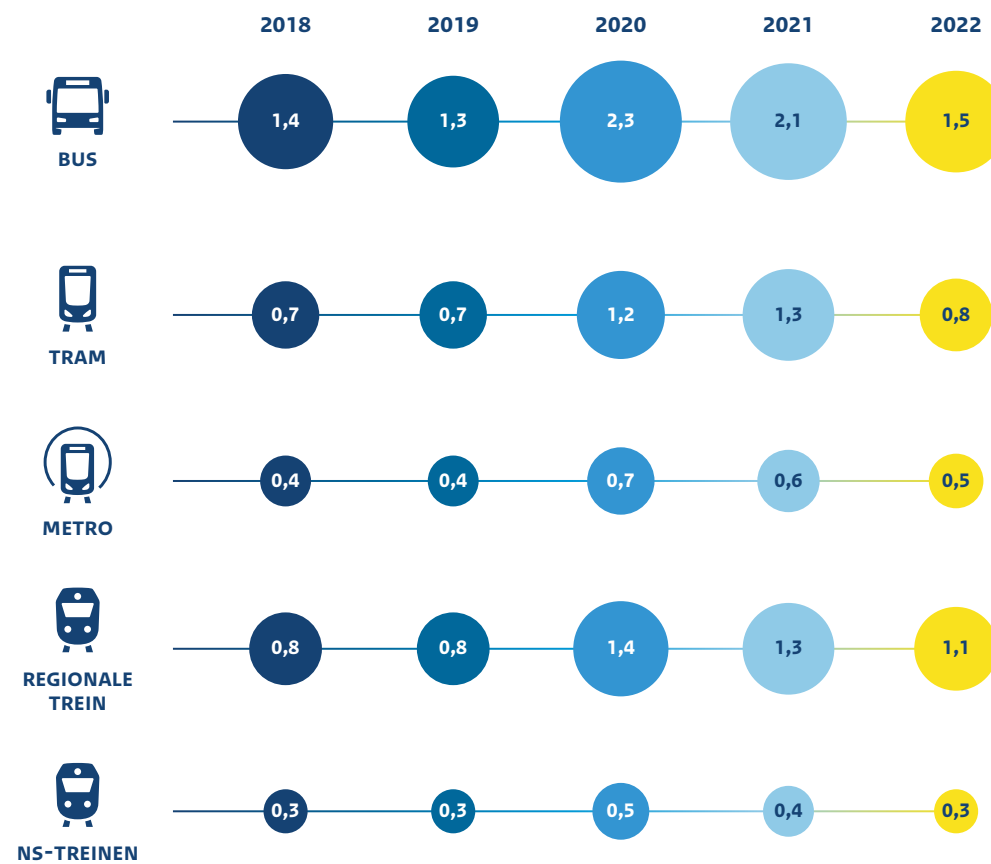 2018 2019 2020 2021 2022
BUS 1,4 1,3 2,3 2,1 1,5
TRAM 0,7 0,7 1,2 1,3 0,8
METRO 0,4 0,4 0,7 0,6 0,5
REGIONALE
TREIN 0,8 0,8 1,4 1,3 1,1
NS-TREINEN 0,3 0,3 0,5 0,4 0,3